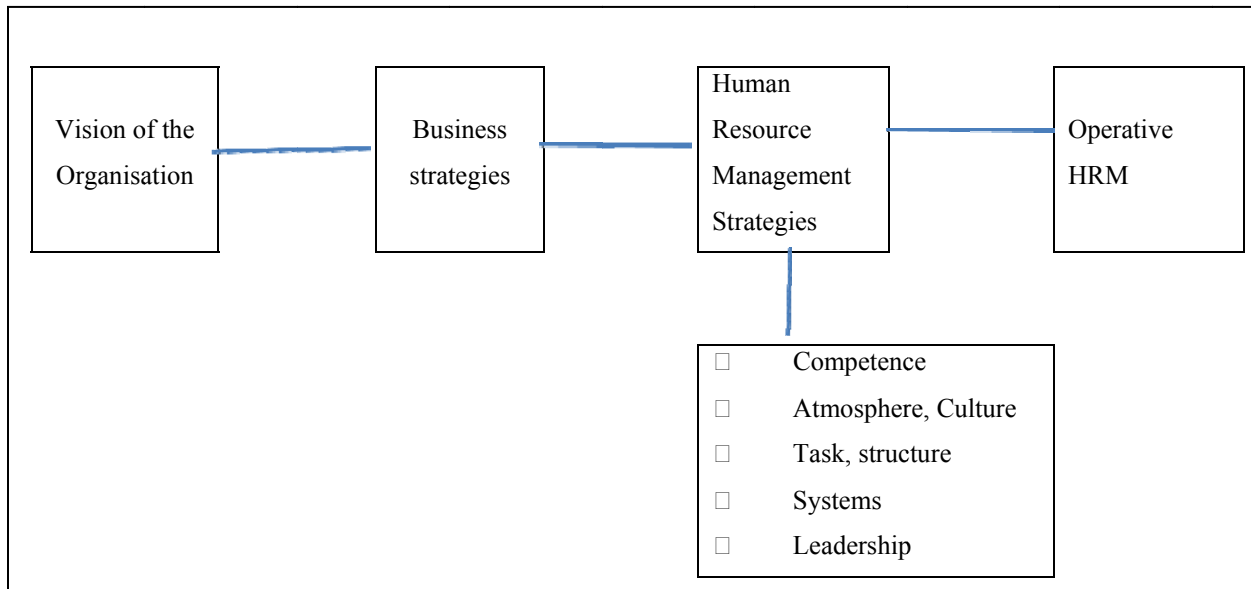 Vision of the
Organisation
Business
strategies
Human
Resource
Management
Strategies
Operative
HRM
Competence
Atmosphere, Culture
Task, structure
Systems
Leadership